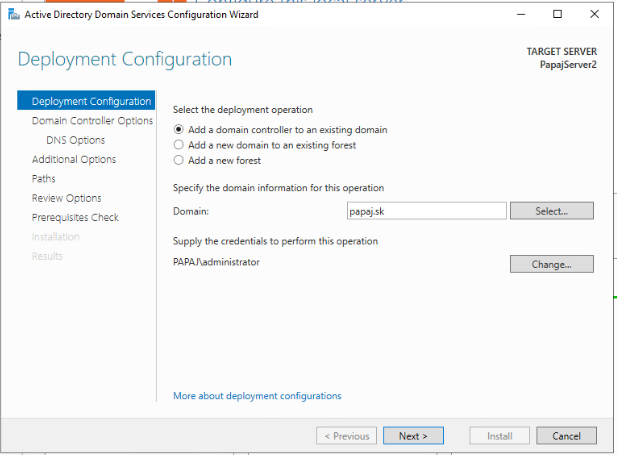 Configure this local server
Active Directory Domain Services Configuration Wizard
Deployment Configuration
TARGET SERVER
PapajServer2
Deployment Configuration
Domain Controller Options
DNS Options
Additional Options
Paths
Review Options
Prerequisites Check
Installation
Results
Select the deployment operation
Add a domain controller to an existing domain
Add a new domain to an existing forest
Add a new forest
Specify the domain information for this operation
Domain:
papaj.sk
Select...
Supply the credentials to perform this operation
PAPAJ\administrator
Change...
More about deployment configurations
< Previous
Next >
Install
Cancel